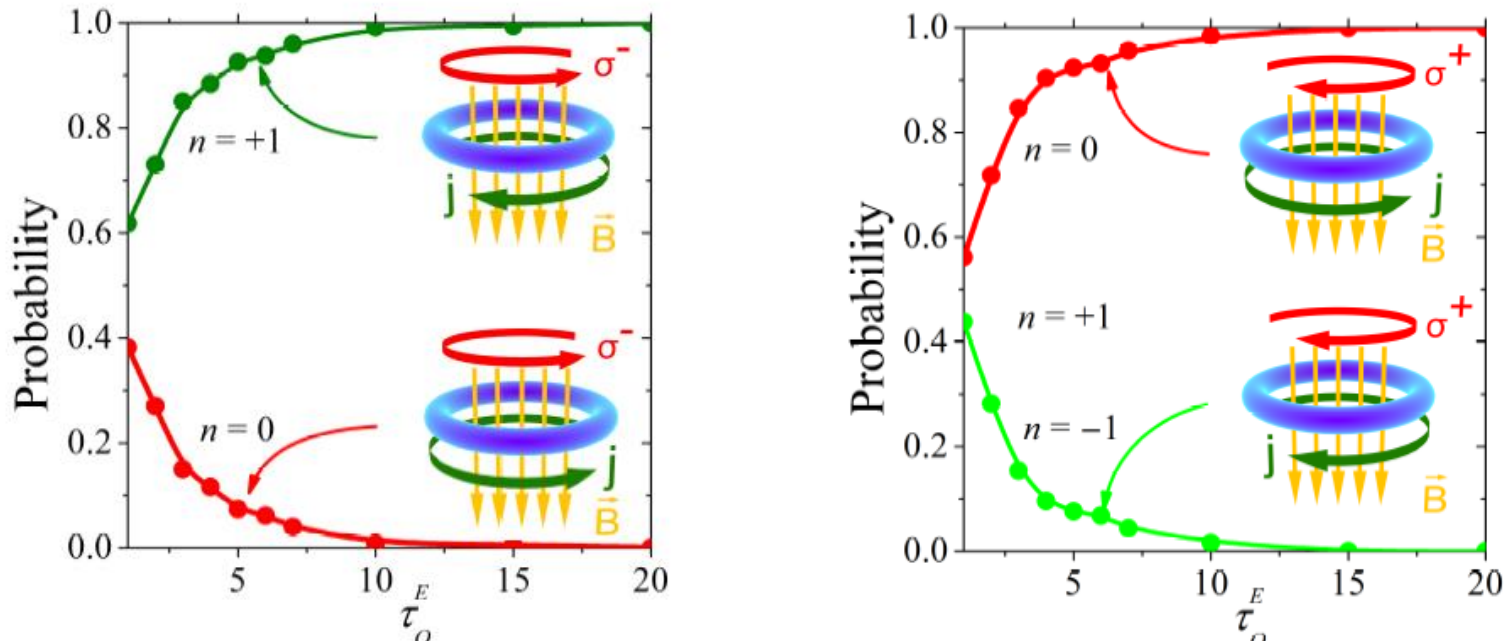 Probability
1.0
0.8
0.6
0.4
0.2
0.0
5
10
15
20
τ_Q^E
n = +1
n = 0
σ⁻
j
B⃗
σ⁻
j
B⃗
Probability
1.0
0.8
0.6
0.4
0.2
0.0
5
10
15
20
τ_Q^E
n = 0
n = +1
n = −1
σ⁺
j
B⃗
σ⁺
j
B⃗